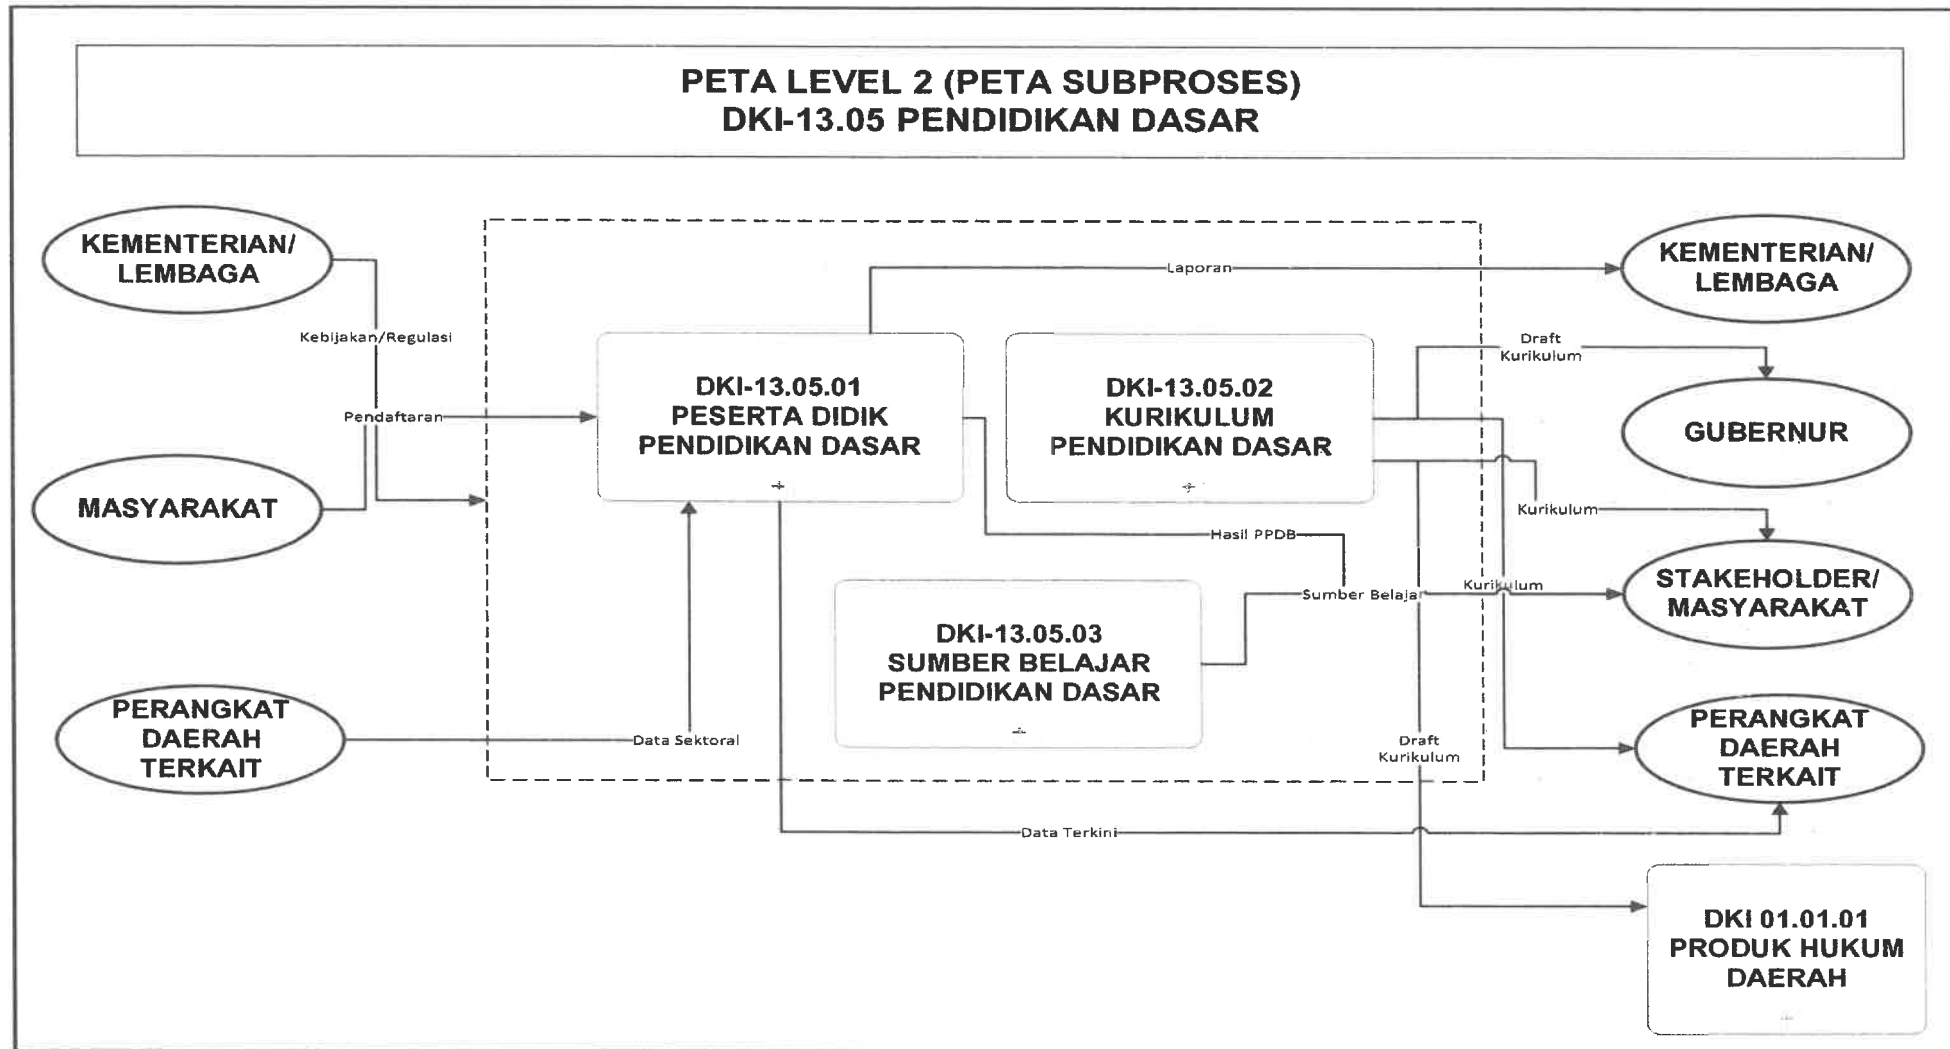 PETA LEVEL 2 (PETA SUBPROSES)
DKI-13.05 PENDIDIKAN DASAR
KEMENTERIAN/
LEMBAGA
MASYARAKAT
PERANGKAT
DAERAH
TERKAIT
Kebijakan/Regulasi
Pendaftaran
Data Sektoral
DKI-13.05.01
PESERTA DIDIK
PENDIDIKAN DASAR
DKI-13.05.02
KURIKULUM
PENDIDIKAN DASAR
DKI-13.05.03
SUMBER BELAJAR
PENDIDIKAN DASAR
Laporan
Hasil PPDB
Sumber Belajar
Data Terkini
Draft
Kurikulum
Kurikulum
Kurikulum
Draft
Kurikulum
KEMENTERIAN/
LEMBAGA
GUBERNUR
STAKEHOLDER/
MASYARAKAT
PERANGKAT
DAERAH
TERKAIT
DKI 01.01.01
PRODUK HUKUM
DAERAH